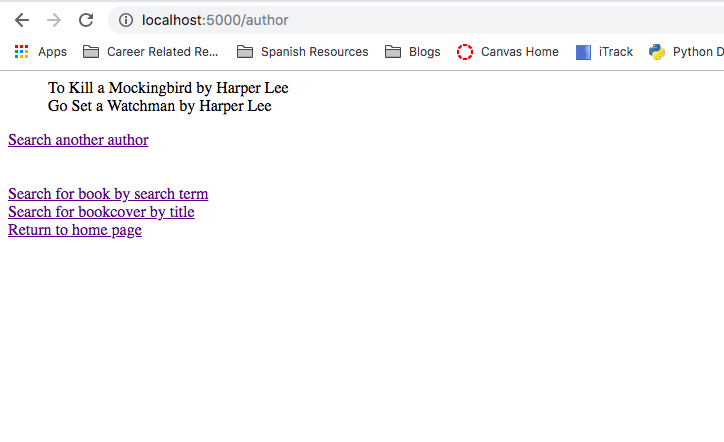 localhost:5000/author
Apps Career Related Re... Spanish Resources Blogs Canvas Home iTrack Python D
To Kill a Mockingbird by Harper Lee
Go Set a Watchman by Harper Lee
Search another author
Search for book by search term
Search for bookcover by title
Return to home page